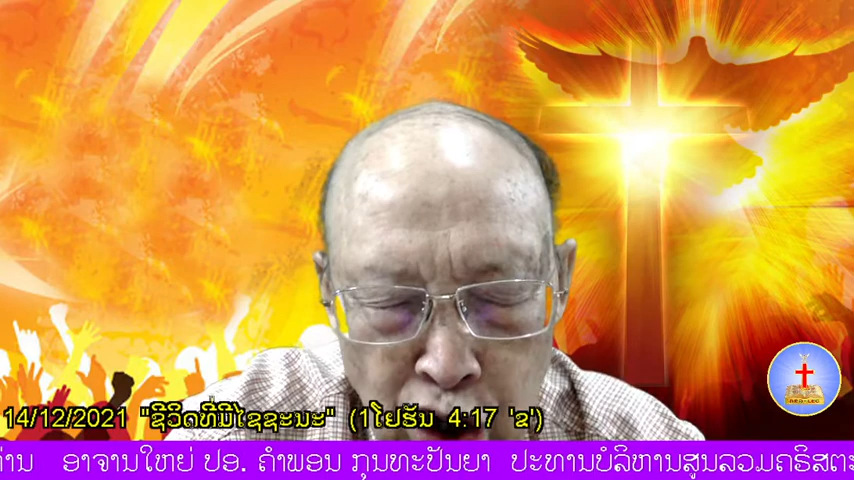 14/12/2021 "ຊີວິດທີ່ມີໄຊຊະນະ" (1ໂຢຮັນ 4:17 'ຂ')
ທ່ານ ອາຈານໃຫຍ່ ປອ. ຄຳພອນ ກຸນທະປັນຍາ ປະທານບໍລິຫານສູນລວມຄຣິສຕະ